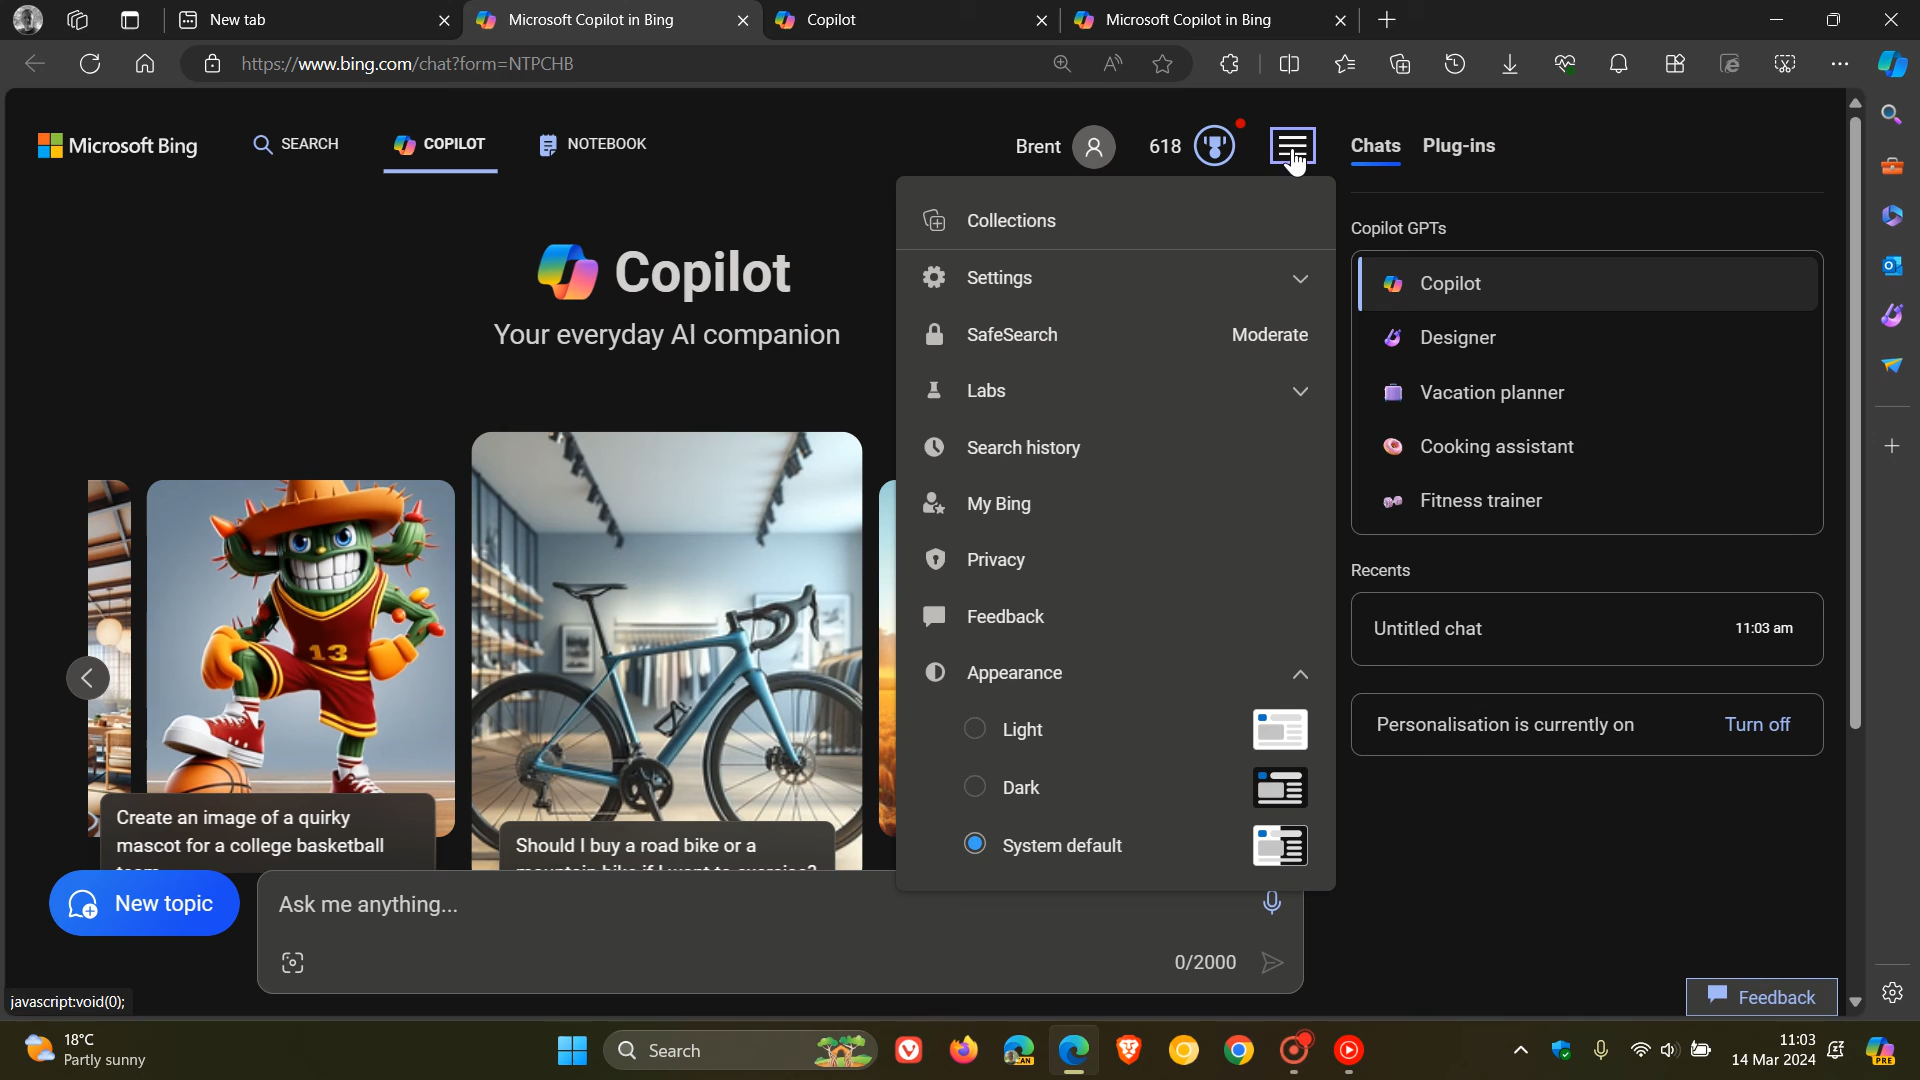 New tab
Microsoft Copilot in Bing
Copilot
Microsoft Copilot in Bing
https://www.bing.com/chat?form=NTPCHB
Microsoft Bing
SEARCH
COPILOT
NOTEBOOK
Brent
618
Chats
Plug-ins
Copilot
Your everyday AI companion
Collections
Settings
SafeSearch Moderate
Labs
Search history
My Bing
Privacy
Feedback
Appearance
Light
Dark
System default
Copilot GPTs
Copilot
Designer
Vacation planner
Cooking assistant
Fitness trainer
Recents
Untitled chat 11:03 am
Personalisation is currently on Turn off
13
Create an image of a quirky
mascot for a college basketball
Should I buy a road bike or a
New topic
Ask me anything...
0/2000
javascript:void(0);
Feedback
18°C
Partly sunny
Search
CAN
11:03
14 Mar 2024
PRE